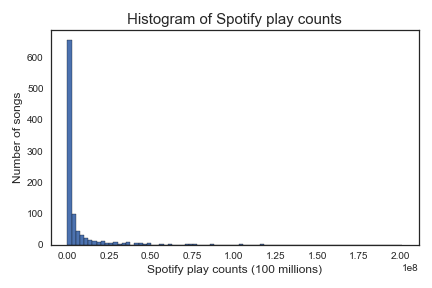 Histogram of Spotify play counts
600
500
400
300
200
100
0
Number of songs
0.00 0.25 0.50 0.75 1.00 1.25 1.50 1.75 2.00
Spotify play counts (100 millions)
1e8